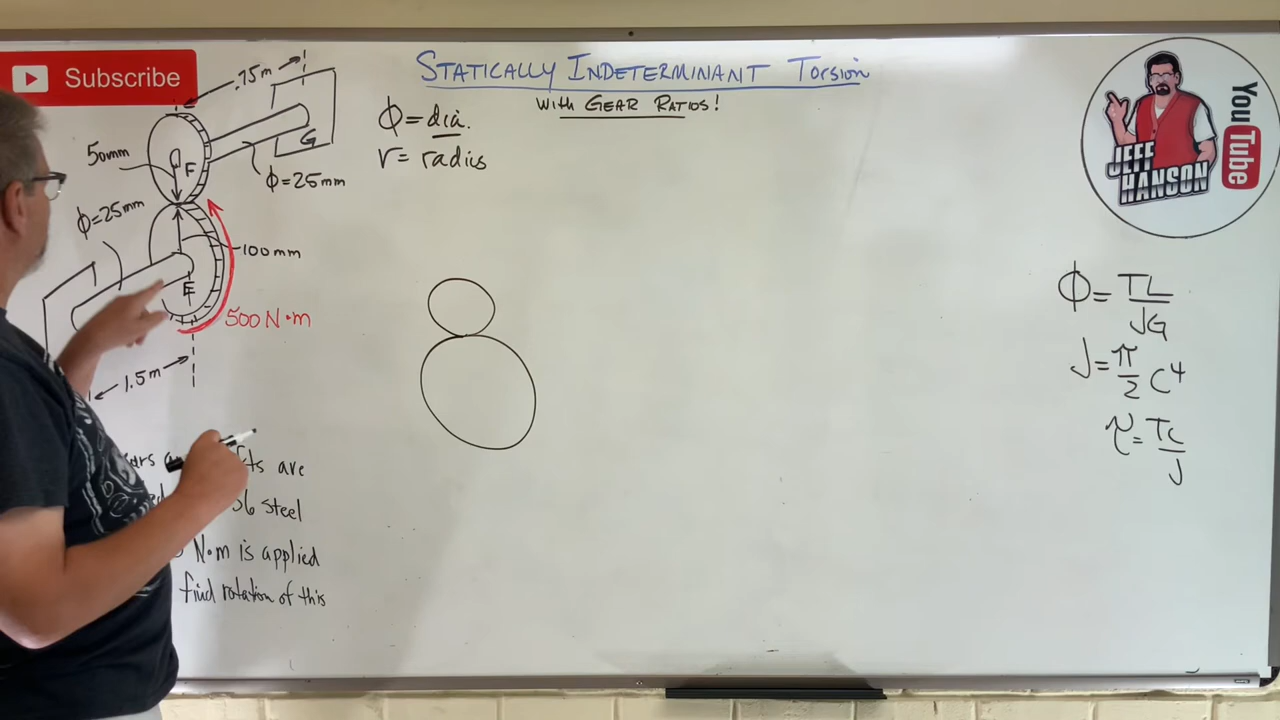 Subscribe
STATICALLY INDETERMINANT TORSION
WITH GEAR RATIOS!
ϕ = dia.
r = radius
.75m
50mm
F
G
ϕ=25mm
ϕ=25mm
100mm
E
500 N·m
1.5m
are
steel
N·m is applied
find rotation of this
JEFF HANSON
YouTube
ϕ = TL/JG
J = π/2 C⁴
τ = Tc/J